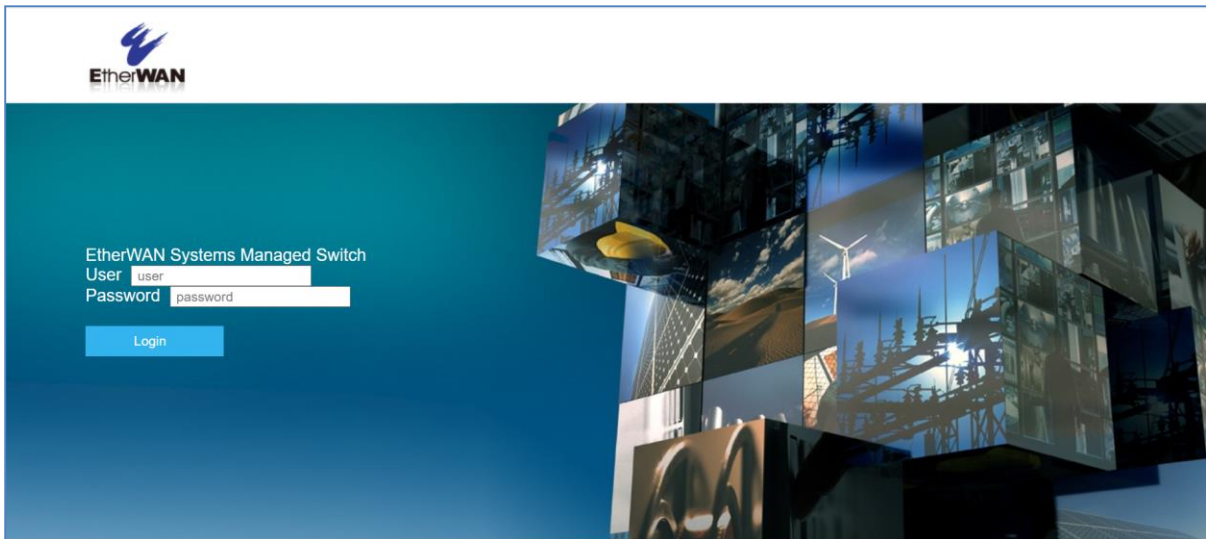 EtherWAN
EtherWAN Systems Managed Switch
User user
Password password
Login